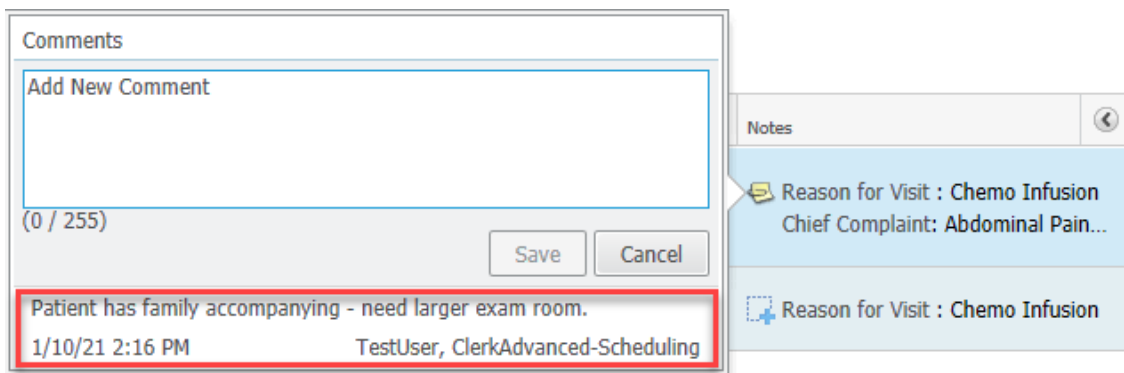 Comments
Add New Comment
(0 / 255)
Save Cancel
Patient has family accompanying - need larger exam room.
1/10/21 2:16 PM TestUser, ClerkAdvanced-Scheduling
Notes
Reason for Visit : Chemo Infusion
Chief Complaint: Abdominal Pain...
Reason for Visit : Chemo Infusion